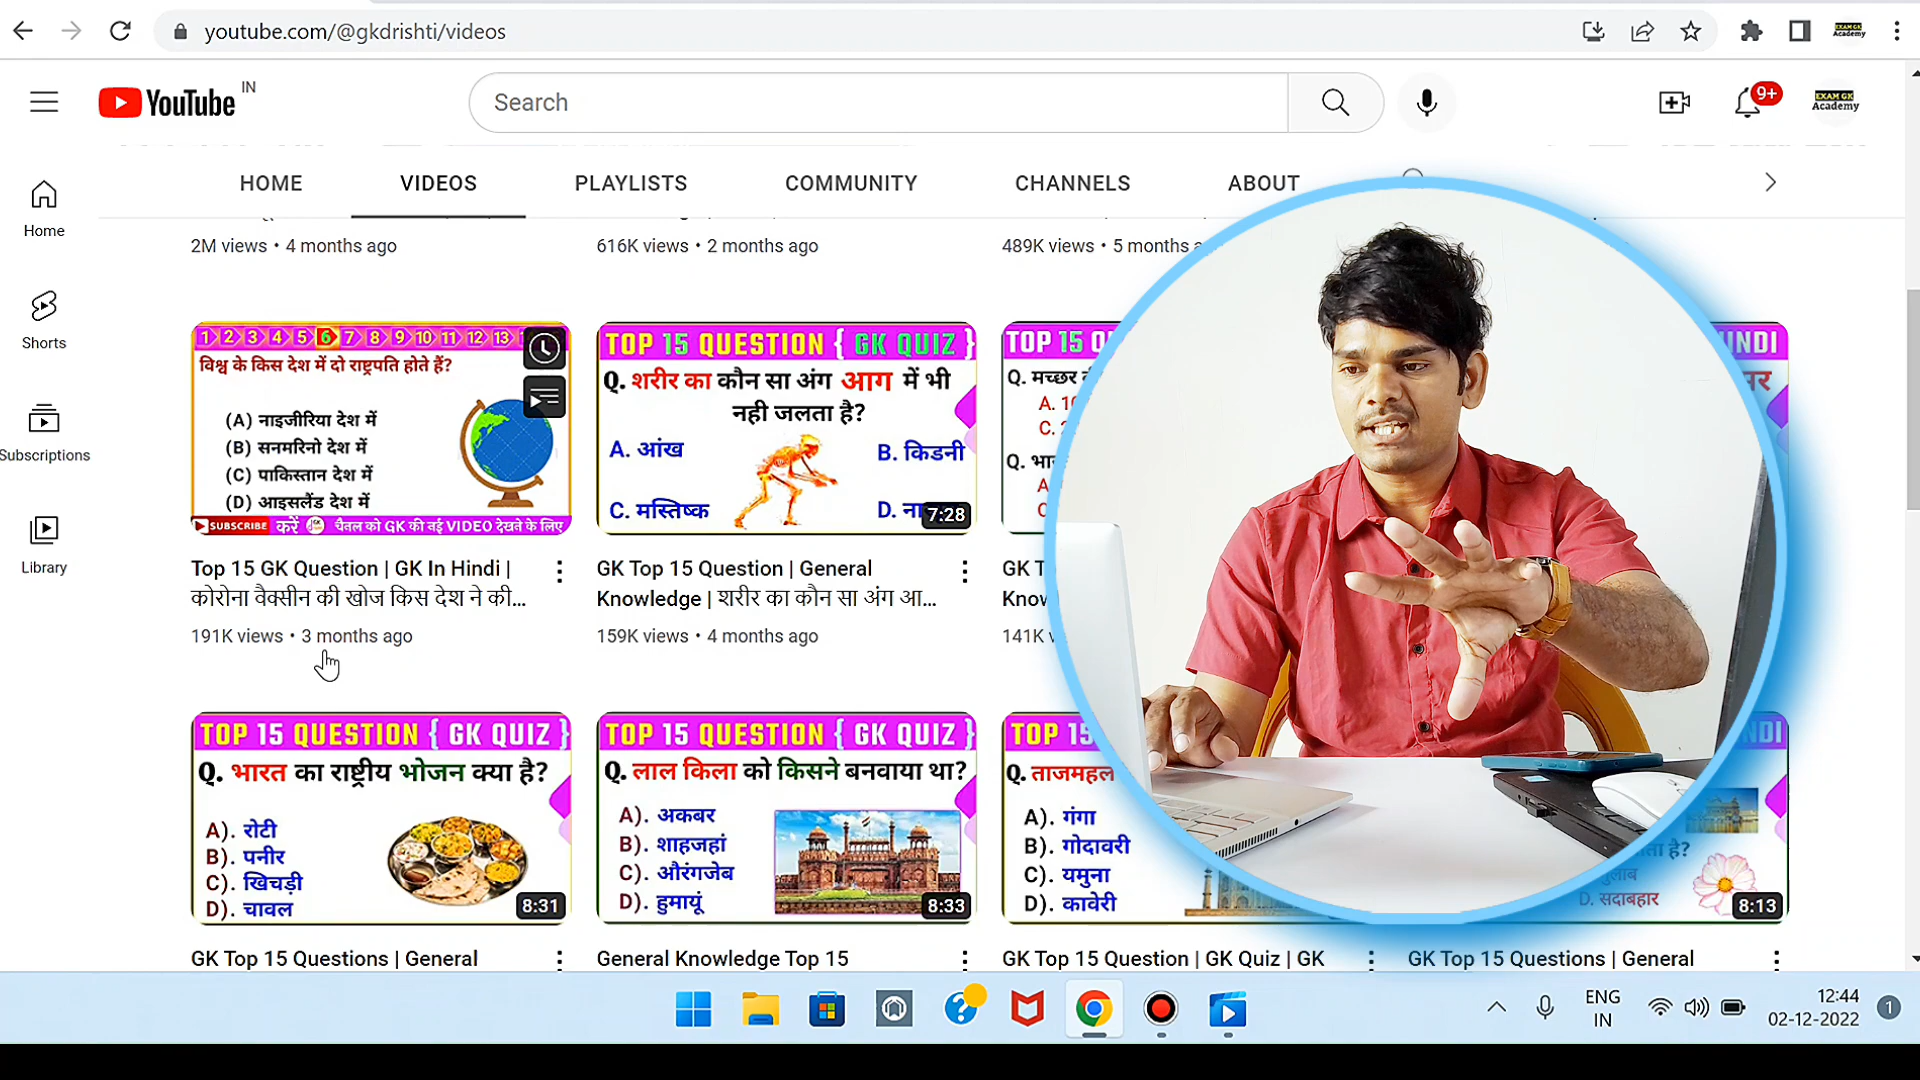 youtube.com/@gkdrishti/videos
EXAM GK
Academy
YouTube IN
Search
9+
EXAM GK
Academy
HOME
VIDEOS
PLAYLISTS
COMMUNITY
CHANNELS
ABOUT
Home
Shorts
Subscriptions
Library
2M views • 4 months ago
616K views • 2 months ago
489K views • 5 months
1 2 3 4 5 6 7 8 9 10 11 12 13
विश्व के किस देश में दो राष्ट्रपति होते हैं?
(A) नाइजीरिया देश में
(B) सनमरिनो देश में
(C) पाकिस्तान देश में
(D) आइसलैंड देश में
SUBSCRIBE करें चैनल को GK की नई VIDEO देखने के लिए
Top 15 GK Question | GK In Hindi |
कोरोना वैक्सीन की खोज किस देश ने की...
191K views • 3 months ago
TOP 15 QUESTION { GK QUIZ }
Q. शरीर का कौन सा अंग आग में भी
नही जलता है?
A. आंख
B. किडनी
C. मस्तिष्क
D.
7:28
GK Top 15 Question | General
Knowledge | शरीर का कौन सा अंग आ...
159K views • 4 months ago
TOP 15
Q. मच्छर
A.
C.
Q.
A
C
GK
141K
TOP 15 QUESTION { GK QUIZ }
Q. भारत का राष्ट्रीय भोजन क्या है?
A). रोटी
B). पनीर
C). खिचड़ी
D). चावल
8:31
GK Top 15 Questions | General
TOP 15 QUESTION { GK QUIZ }
Q. लाल किला को किसने बनवाया था?
A). अकबर
B). शाहजहां
C). औरंगजेब
D). हुमायूं
8:33
General Knowledge Top 15
TOP 15
Q. ताजमहल
A). गंगा
B). गोदावरी
C). यमुना
D). कावेरी
GK Top 15 Question | GK Quiz | GK
D. सदाबहार
8:13
GK Top 15 Questions | General
ENG
IN
12:44
02-12-2022
1